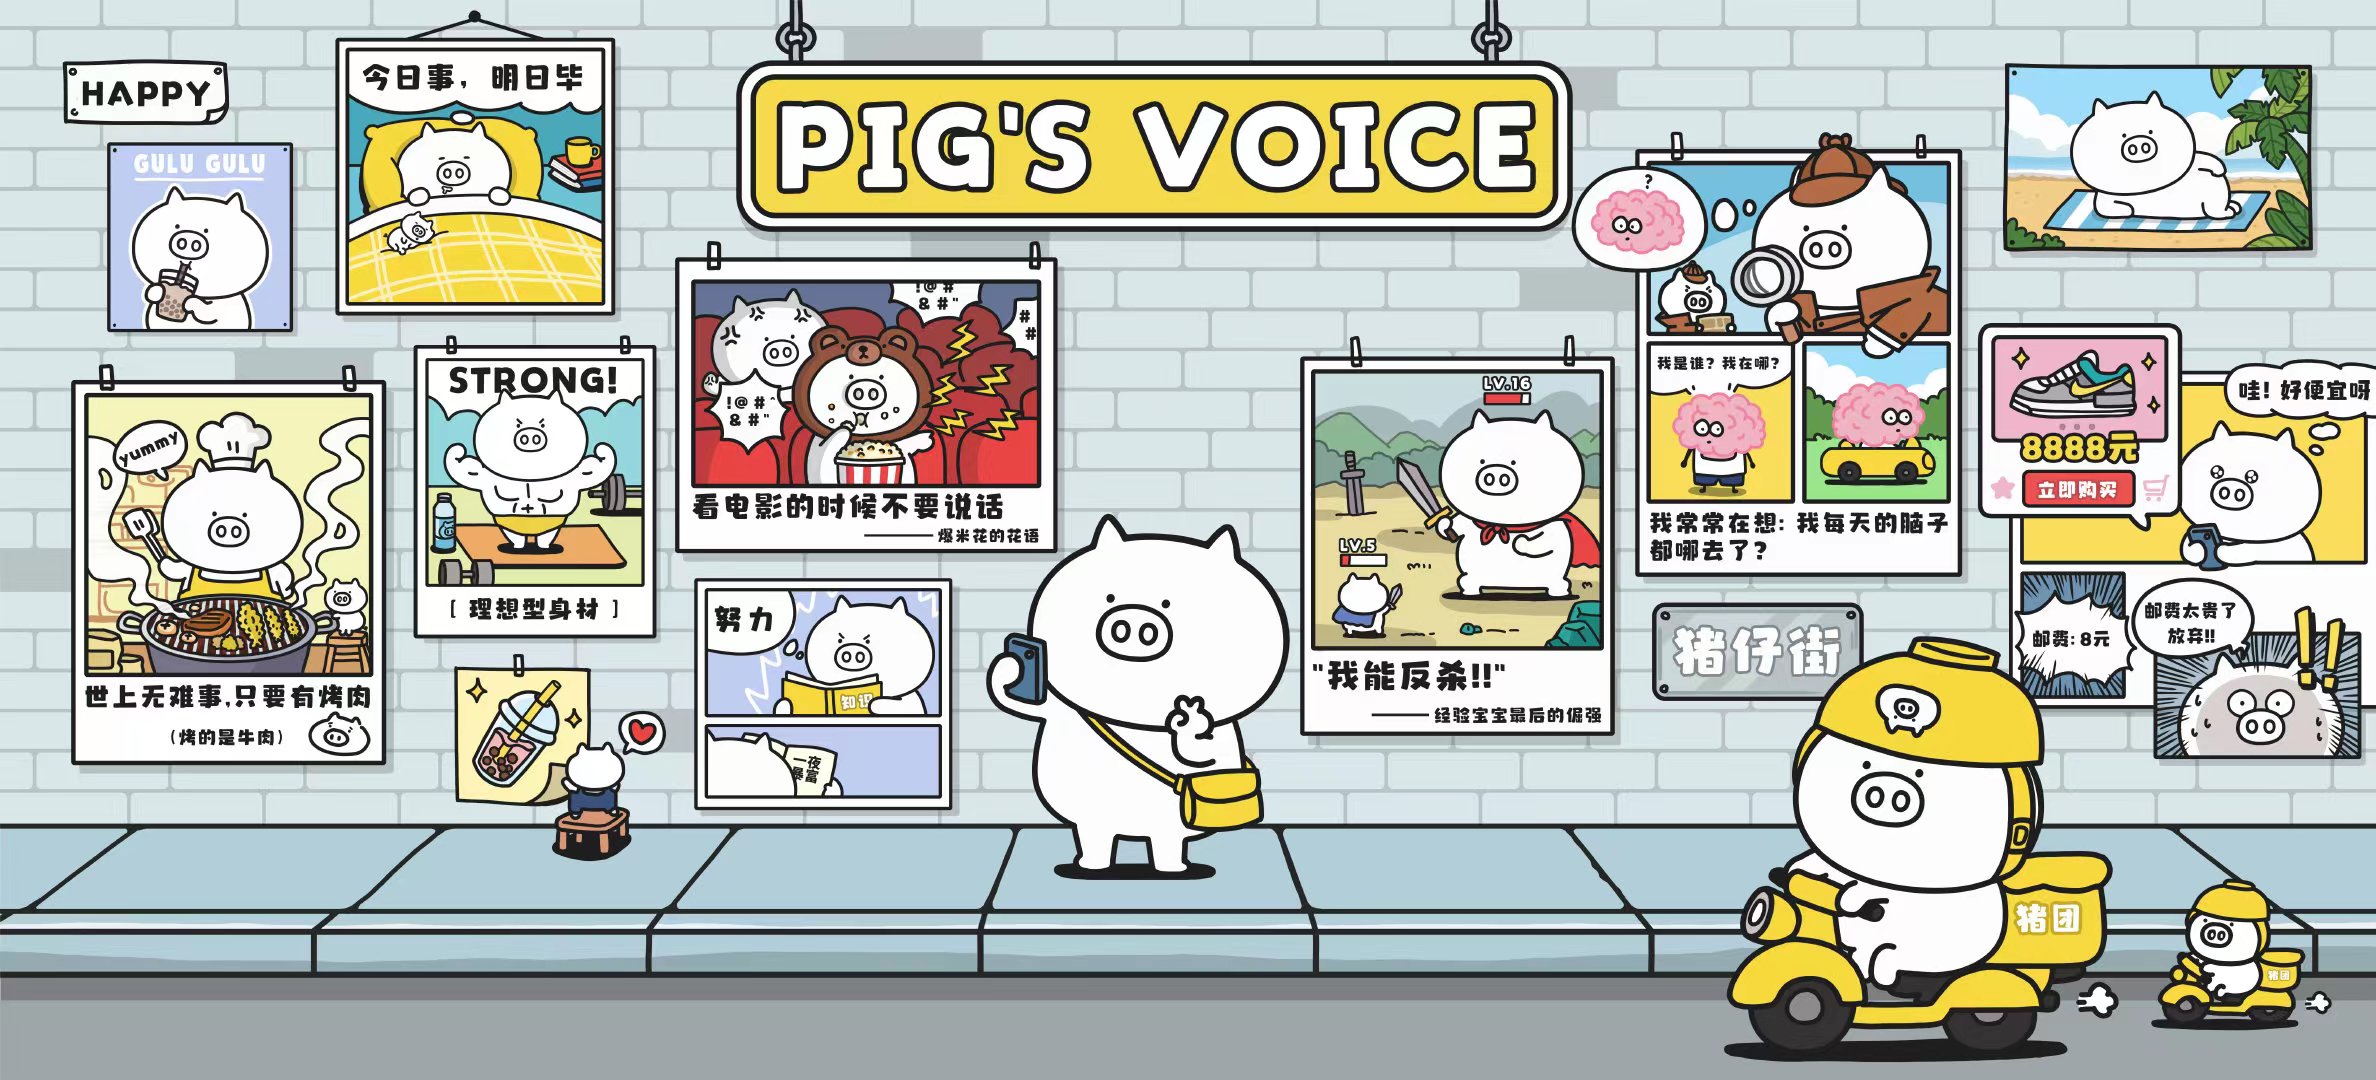 HAPPY
GULU GULU
今日事，明日毕
PIG'S VOICE
yummy
世上无难事,只要有烤肉
(烤的是牛肉)
STRONG!
[ 理想型身材 ]
!@#
&#"
#
#
!@#^
&#"
看电影的时候不要说话
——爆米花的花语
努力
知识
一夜
暴富
LV.16
LV.5
"我能反杀!!"
——经验宝宝最后的倔强
?
我是谁? 我在哪?
我常常在想: 我每天的脑子
都哪去了?
猪仔街
8888元
立即购买
哇! 好便宜呀
邮费: 8元
邮费太贵了
放弃!!
!!
猪团
猪团